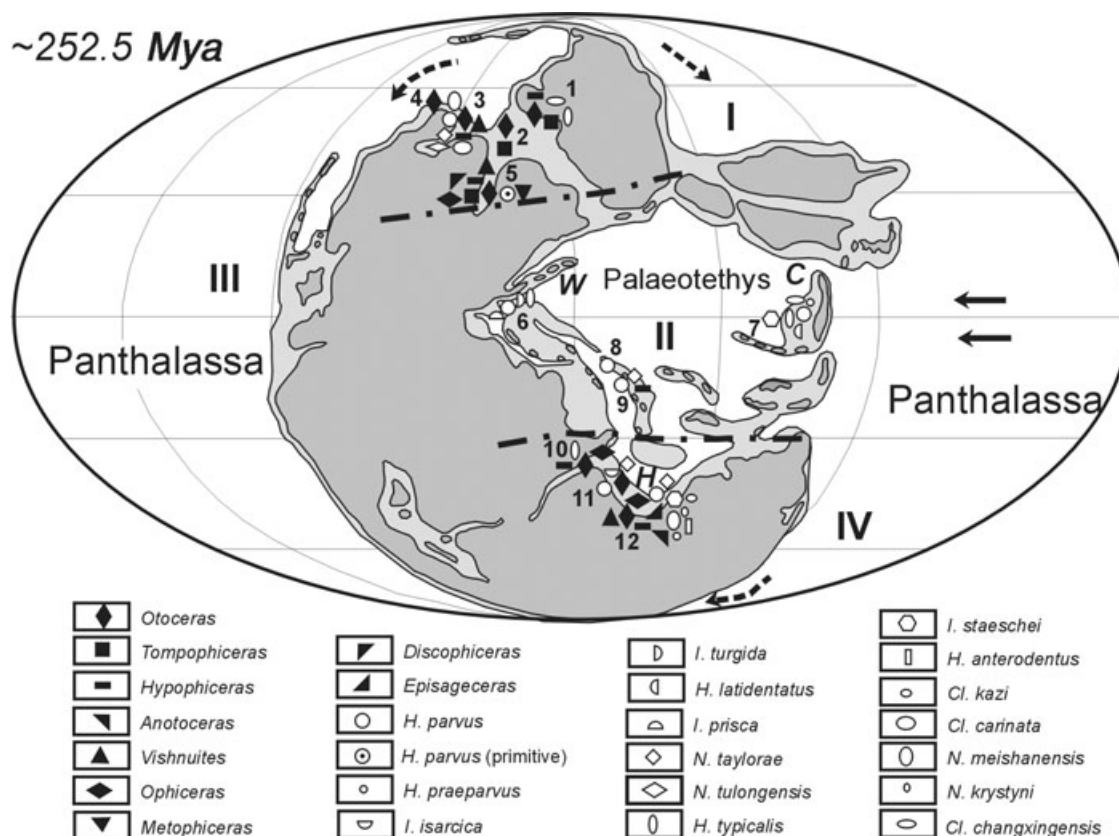 ~252.5 Mya
1
4
3
I
2
5
W
Palaeotethys
C
III
6
7
II
8
Panthalassa
9
Panthalassa
10
H
11
IV
12
Otoceras
Tompophiceras
Hypophiceras
Anotoceras
Vishnuites
Ophiceras
Metophiceras
Discophiceras
Episageceras
H. parvus
H. parvus (primitive)
H. praeparvus
I. isarcica
I. turgida
H. latidentatus
I. prisca
N. taylorae
N. tulongensis
H. typicalis
I. staeschei
H. anterodentus
Cl. kazi
Cl. carinata
N. meishanensis
N. krystyni
Cl. changxingensis